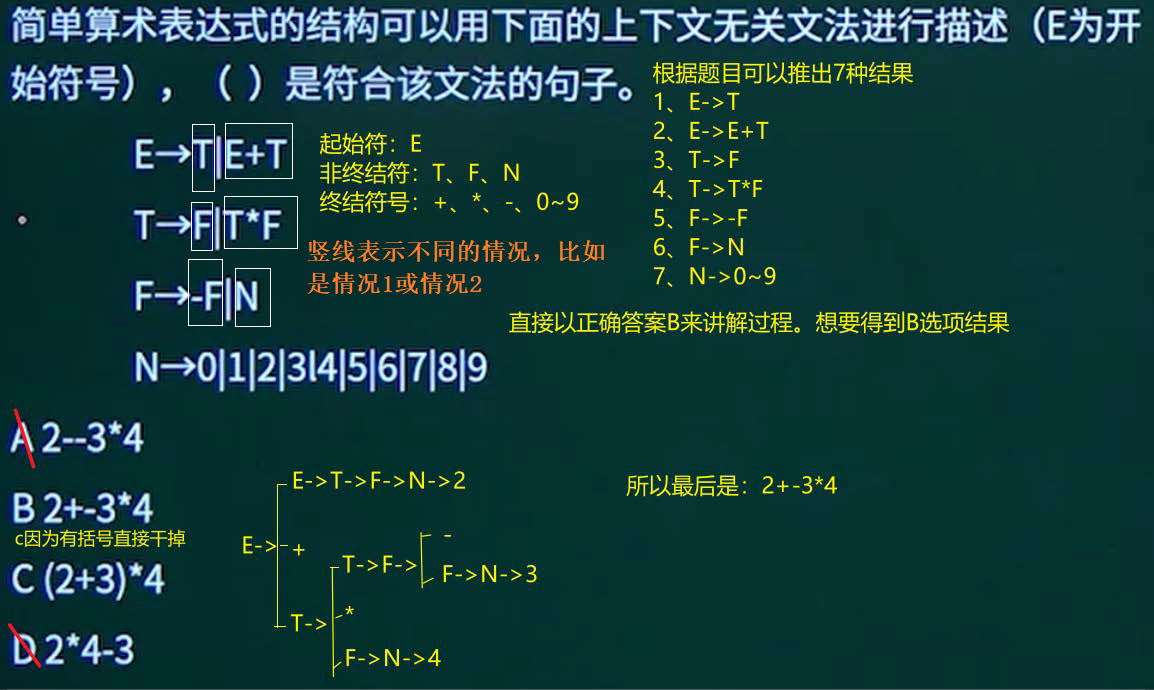 简单算术表达式的结构可以用下面的上下文无关文法进行描述（E为开
始符号），（ ）是符合该文法的句子。
E→T|E+T
T→F|T*F
F→-F|N
N→0|1|2|3l4|5|6|7|8|9
起始符：E
非终结符：T、F、N
终结符号：+、*、-、0~9
竖线表示不同的情况，比如
是情况1或情况2
根据题目可以推出7种结果
1、E->T
2、E->E+T
3、T->F
4、T->T*F
5、F->-F
6、F->N
7、N->0~9
直接以正确答案B来讲解过程。想要得到B选项结果
A 2--3*4
B 2+-3*4
c因为有括号直接干掉
C (2+3)*4
D 2*4-3
E->T->F->N->2
E->
+
T->
T->F->
-
F->N->3
*
F->N->4
所以最后是：2+-3*4